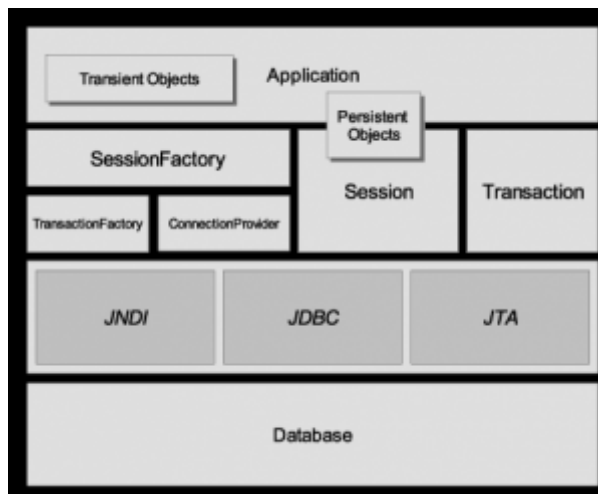 Transient Objects
Application
Persistent
Objects
SessionFactory
Session
Transaction
TransactionFactory
ConnectionProvider
JNDI
JDBC
JTA
Database